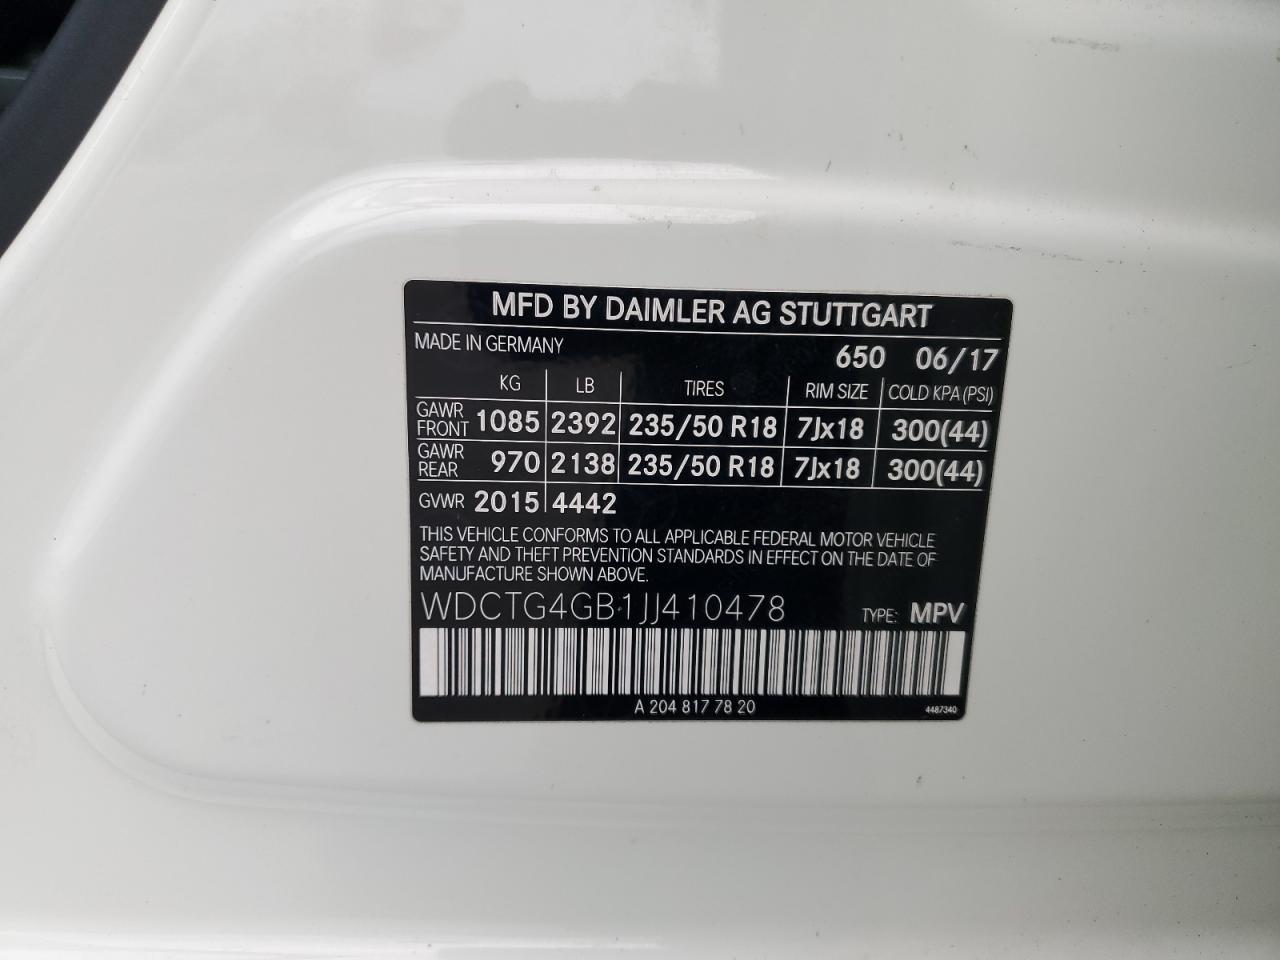 MFD BY DAIMLER AG STUTTGART
MADE IN GERMANY 650 06/17
KG LB TIRES RIM SIZE COLD KPA (PSI)
GAWR FRONT 1085 2392 235/50 R18 7Jx18 300(44)
GAWR REAR 970 2138 235/50 R18 7Jx18 300(44)
GVWR 2015 4442
THIS VEHICLE CONFORMS TO ALL APPLICABLE FEDERAL MOTOR VEHICLE
SAFETY AND THEFT PREVENTION STANDARDS IN EFFECT ON THE DATE OF
MANUFACTURE SHOWN ABOVE.
WDCTG4GB1JJ410478 TYPE: MPV
A 204 817 78 20 4487340